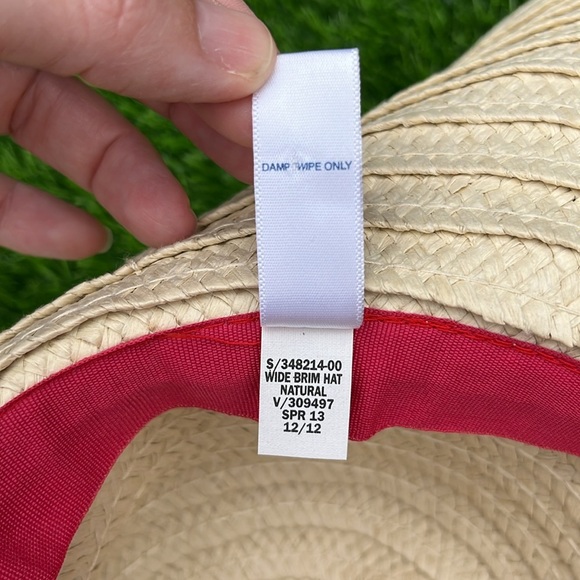 DAMP WIPE ONLY
S/348214-00
WIDE BRIM HAT
NATURAL
V/309497
SPR 13
12/12